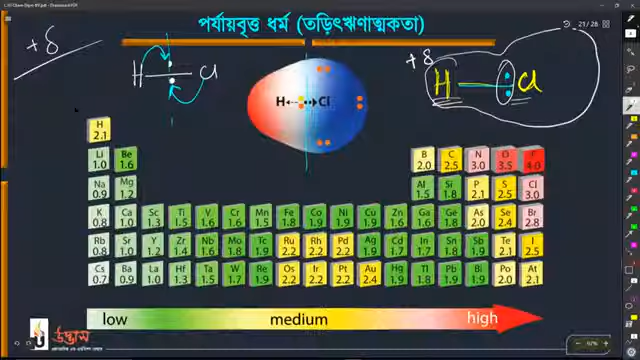 পর্যায়বৃত্ত ধর্ম (তড়িৎঋণাত্মকতা)
21 / 28
+δ
H Cl
H Cl
+δ
H Cl
H 2.1
Li 1.0 Be 1.6 B 2.0 C 2.5 N 3.0 O 3.5 F 4.0
Na 0.9 Mg 1.2 Al 1.5 Si 1.8 P 2.1 S 2.5 Cl 3.0
K 0.8 Ca 1.0 Sc 1.3 Ti 1.5 V 1.6 Cr 1.6 Mn 1.5 Fe 1.8 Co 1.9 Ni 1.9 Cu 1.9 Zn 1.6 Ga 1.6 Ge 1.8 As 2.0 Se 2.4 Br 2.8
Rb 0.8 Sr 1.0 Y 1.2 Zr 1.4 Nb 1.6 Mo 1.8 Tc 1.9 Ru 2.2 Rh 2.2 Pd 2.2 Ag 1.9 Cd 1.7 In 1.7 Sn 1.8 Sb 1.9 Te 2.1 I 2.5
Cs 0.7 Ba 0.9 La 1.0 Hf 1.3 Ta 1.5 W 1.7 Re 1.9 Os 2.2 Ir 2.2 Pt 2.2 Au 2.4 Hg 1.9 Tl 1.8 Pb 1.9 Bi 1.9 Po 2.0 At 2.1
low medium high
উদ্ভাস